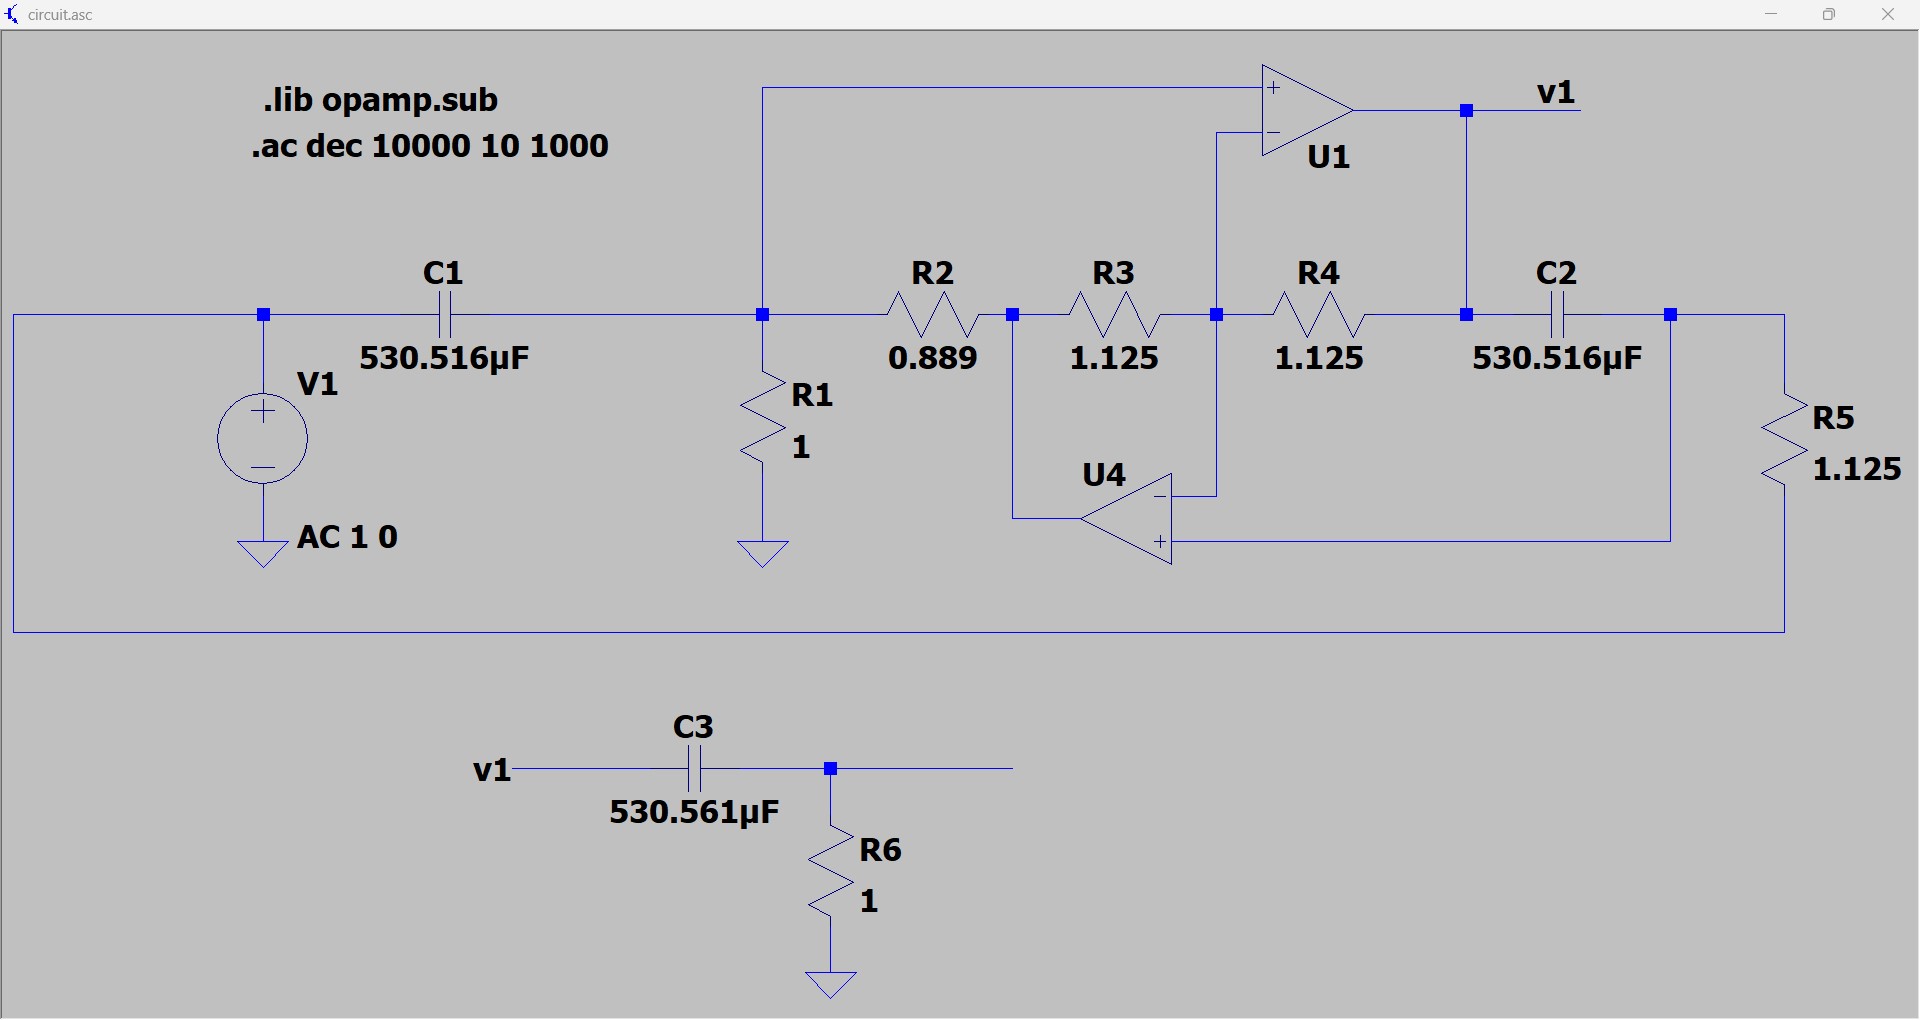 circuit.asc
.lib opamp.sub
.ac dec 10000 10 1000
v1
U1
C1
530.516µF
R2
0.889
R3
1.125
R4
1.125
C2
530.516µF
V1
AC 1 0
R1
1
U4
R5
1.125
v1
C3
530.561µF
R6
1